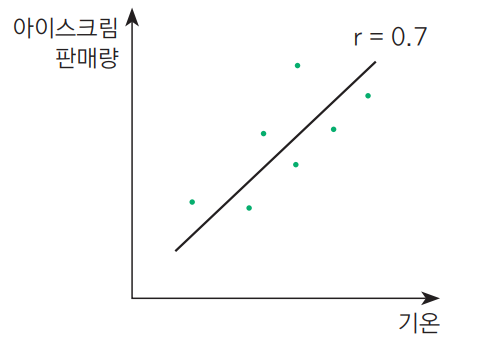 아이스크림
판매량
r = 0.7
기온